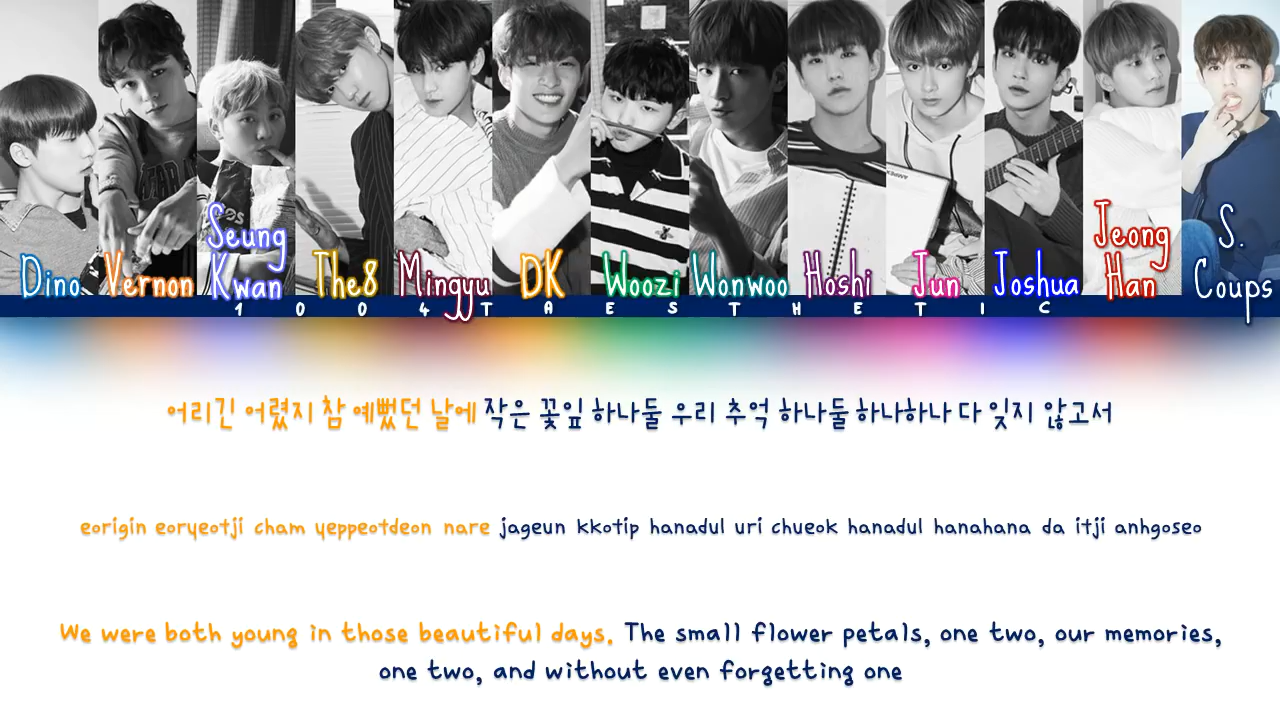 Dino
Vernon
Seung
Kwan
The8
Mingyu
DK
Woozi
Wonwoo
Hoshi
Jun
Joshua
Jeong
Han
S.
Coups
1004TAESTHETIC
어리긴 어렸지 참 예뻤던 날에 작은 꽃잎 하나둘 우리 추억 하나둘 하나하나 다 잊지 않고서
eorigin eoryeotji cham yeppeotdeon nare jageun kkotip hanadul uri chueok hanadul hanahana da itji anhgoseo
We were both young in those beautiful days. The small flower petals, one two, our memories,
one two, and without even forgetting one